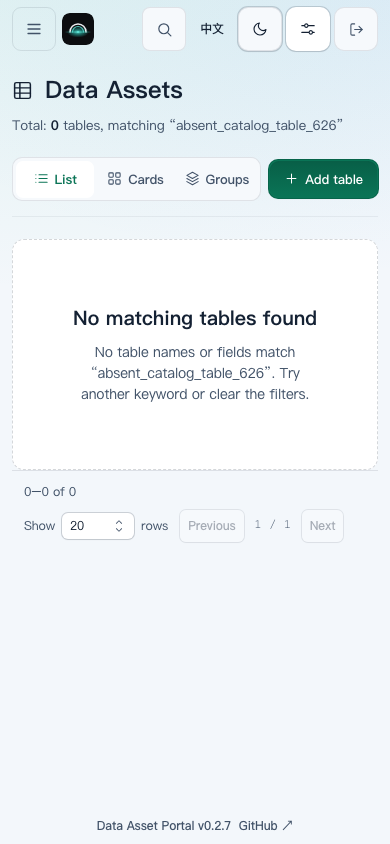 中文
Data Assets
Total: 0 tables, matching “absent_catalog_table_626”
List Cards Groups Add table
No matching tables found
No table names or fields match
“absent_catalog_table_626”. Try
another keyword or clear the filters.
0–0 of 0
Show 20 rows Previous 1 / 1 Next
Data Asset Portal v0.2.7 GitHub ↗